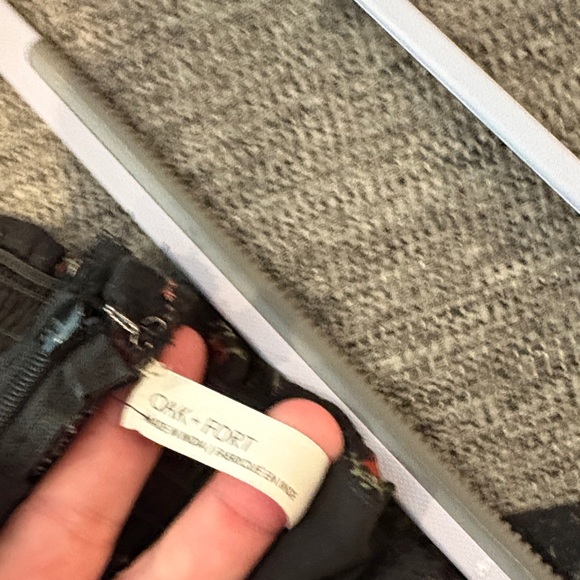 OAK + FORT
MADE IN INDIA / FABRIQUÉ EN INDE